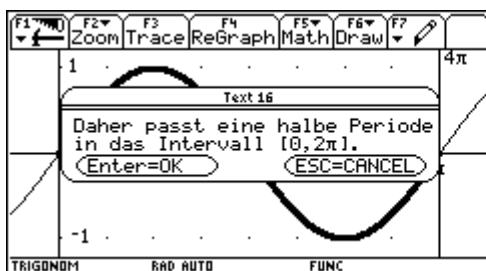 F1 F2 F3 F4 F5 F6 F7
Zoom Trace ReGraph Math Draw
1
4π
Text 16
Daher passt eine halbe Periode
in das Intervall [0,2π].
Enter=OK ESC=CANCEL
-1
TRIGONOM RAD AUTO FUNC